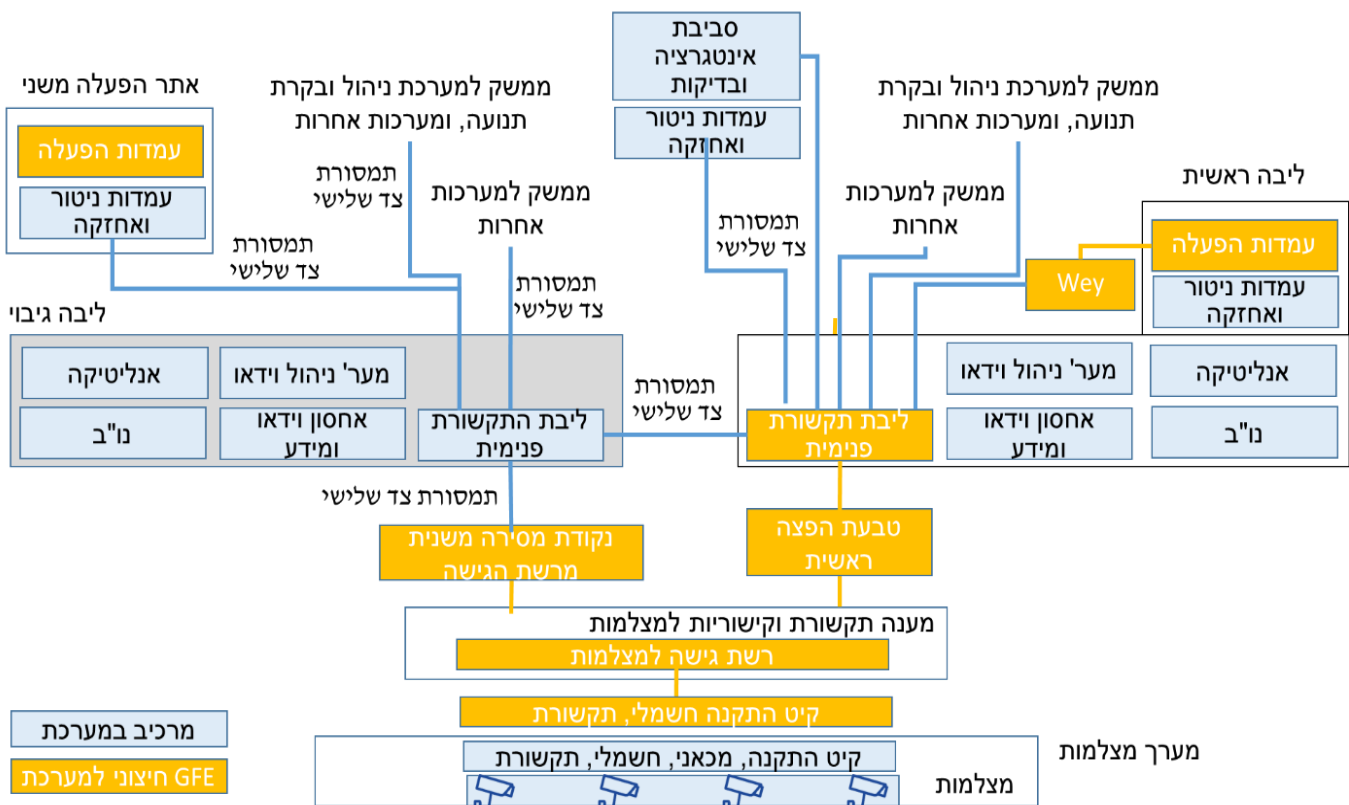 סביבת
אינטגרציה
ובדיקות
עמדות ניטור
ואחזקה
ממשק למערכת ניהול ובקרת
תנועה, ומערכות אחרות
ממשק למערכת ניהול ובקרת
תנועה, ומערכות אחרות
אתר הפעלה משני
עמדות הפעלה
עמדות ניטור
ואחזקה
ליבה ראשית
עמדות הפעלה
עמדות ניטור
ואחזקה
Wey
ממשק למערכות
אחרות
תמסורת
צד שלישי
תמסורת
צד שלישי
ממשק למערכות
אחרות
תמסורת
צד שלישי
תמסורת
צד שלישי
ליבה גיבוי
אנליטיקה
מער' ניהול וידאו
ליבת תקשורת
פנימית
נו"ב
אחסון וידאו
ומידע
תמסורת
צד שלישי
ליבת התקשורת
פנימית
מער' ניהול וידאו
אנליטיקה
אחסון וידאו
ומידע
נו"ב
תמסורת צד שלישי
טבעת הפצה
ראשית
נקודת מסירה משנית
מרשת הגישה
מענה תקשורת וקישוריות למצלמות
רשת גישה למצלמות
קיט התקנה חשמלי, תקשורת
מערך מצלמות
קיט התקנה, מכאני, חשמלי, תקשורת
מצלמות
מרכיב במערכת
GFE חיצוני למערכת